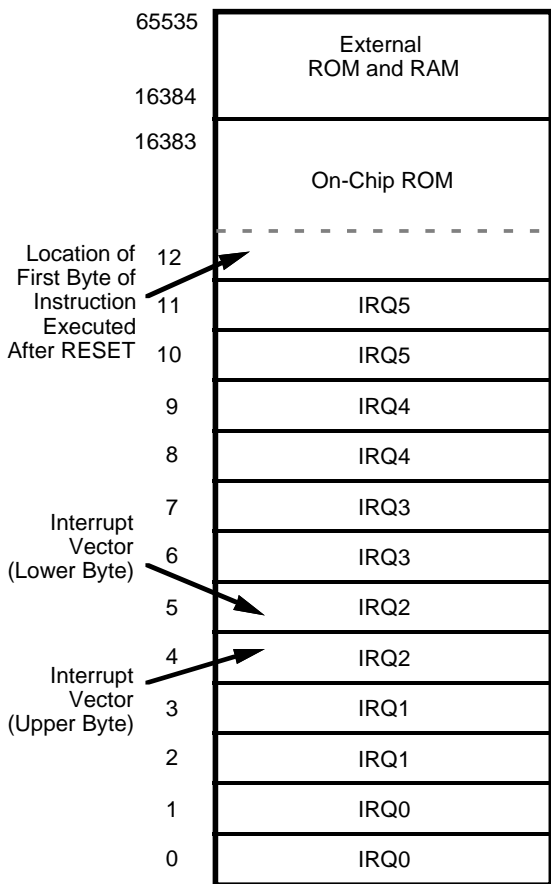 65535
External
ROM and RAM
16384
16383
On-Chip ROM
Location of
First Byte of
Instruction
Executed
After RESET
12
11 IRQ5
10 IRQ5
9 IRQ4
8 IRQ4
7 IRQ3
Interrupt
Vector
(Lower Byte)
6 IRQ3
5 IRQ2
4 IRQ2
Interrupt
Vector
(Upper Byte)
3 IRQ1
2 IRQ1
1 IRQ0
0 IRQ0